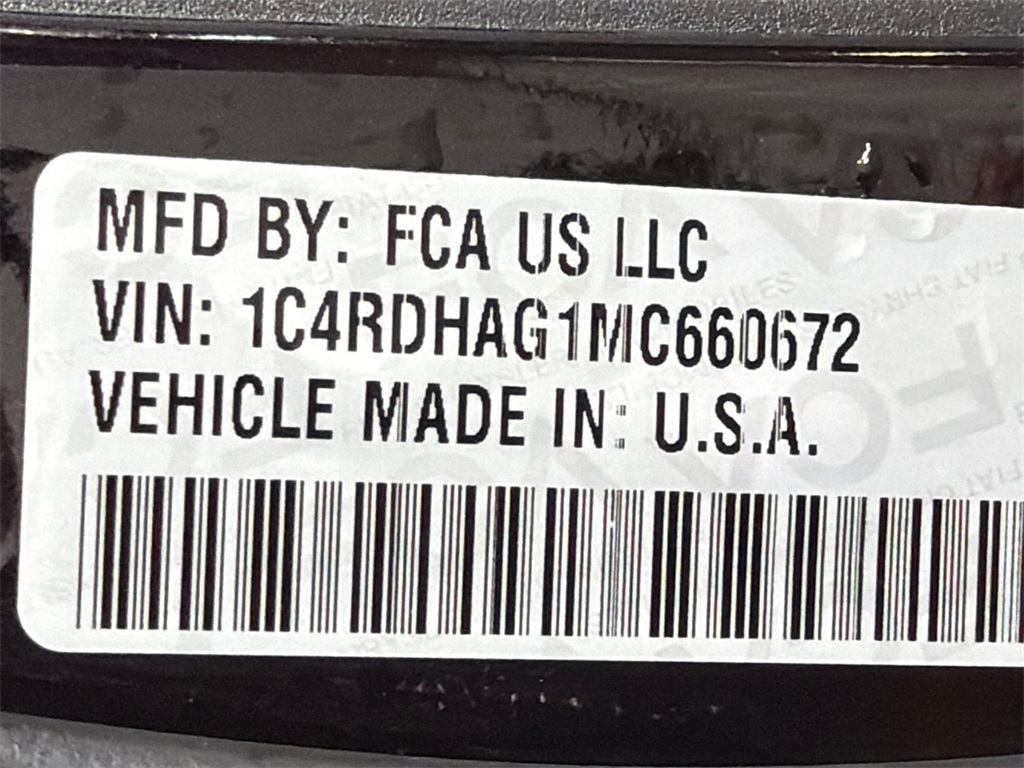 MFD BY: FCA US LLC
VIN: 1C4RDHAG1MC660672
VEHICLE MADE IN: U.S.A.